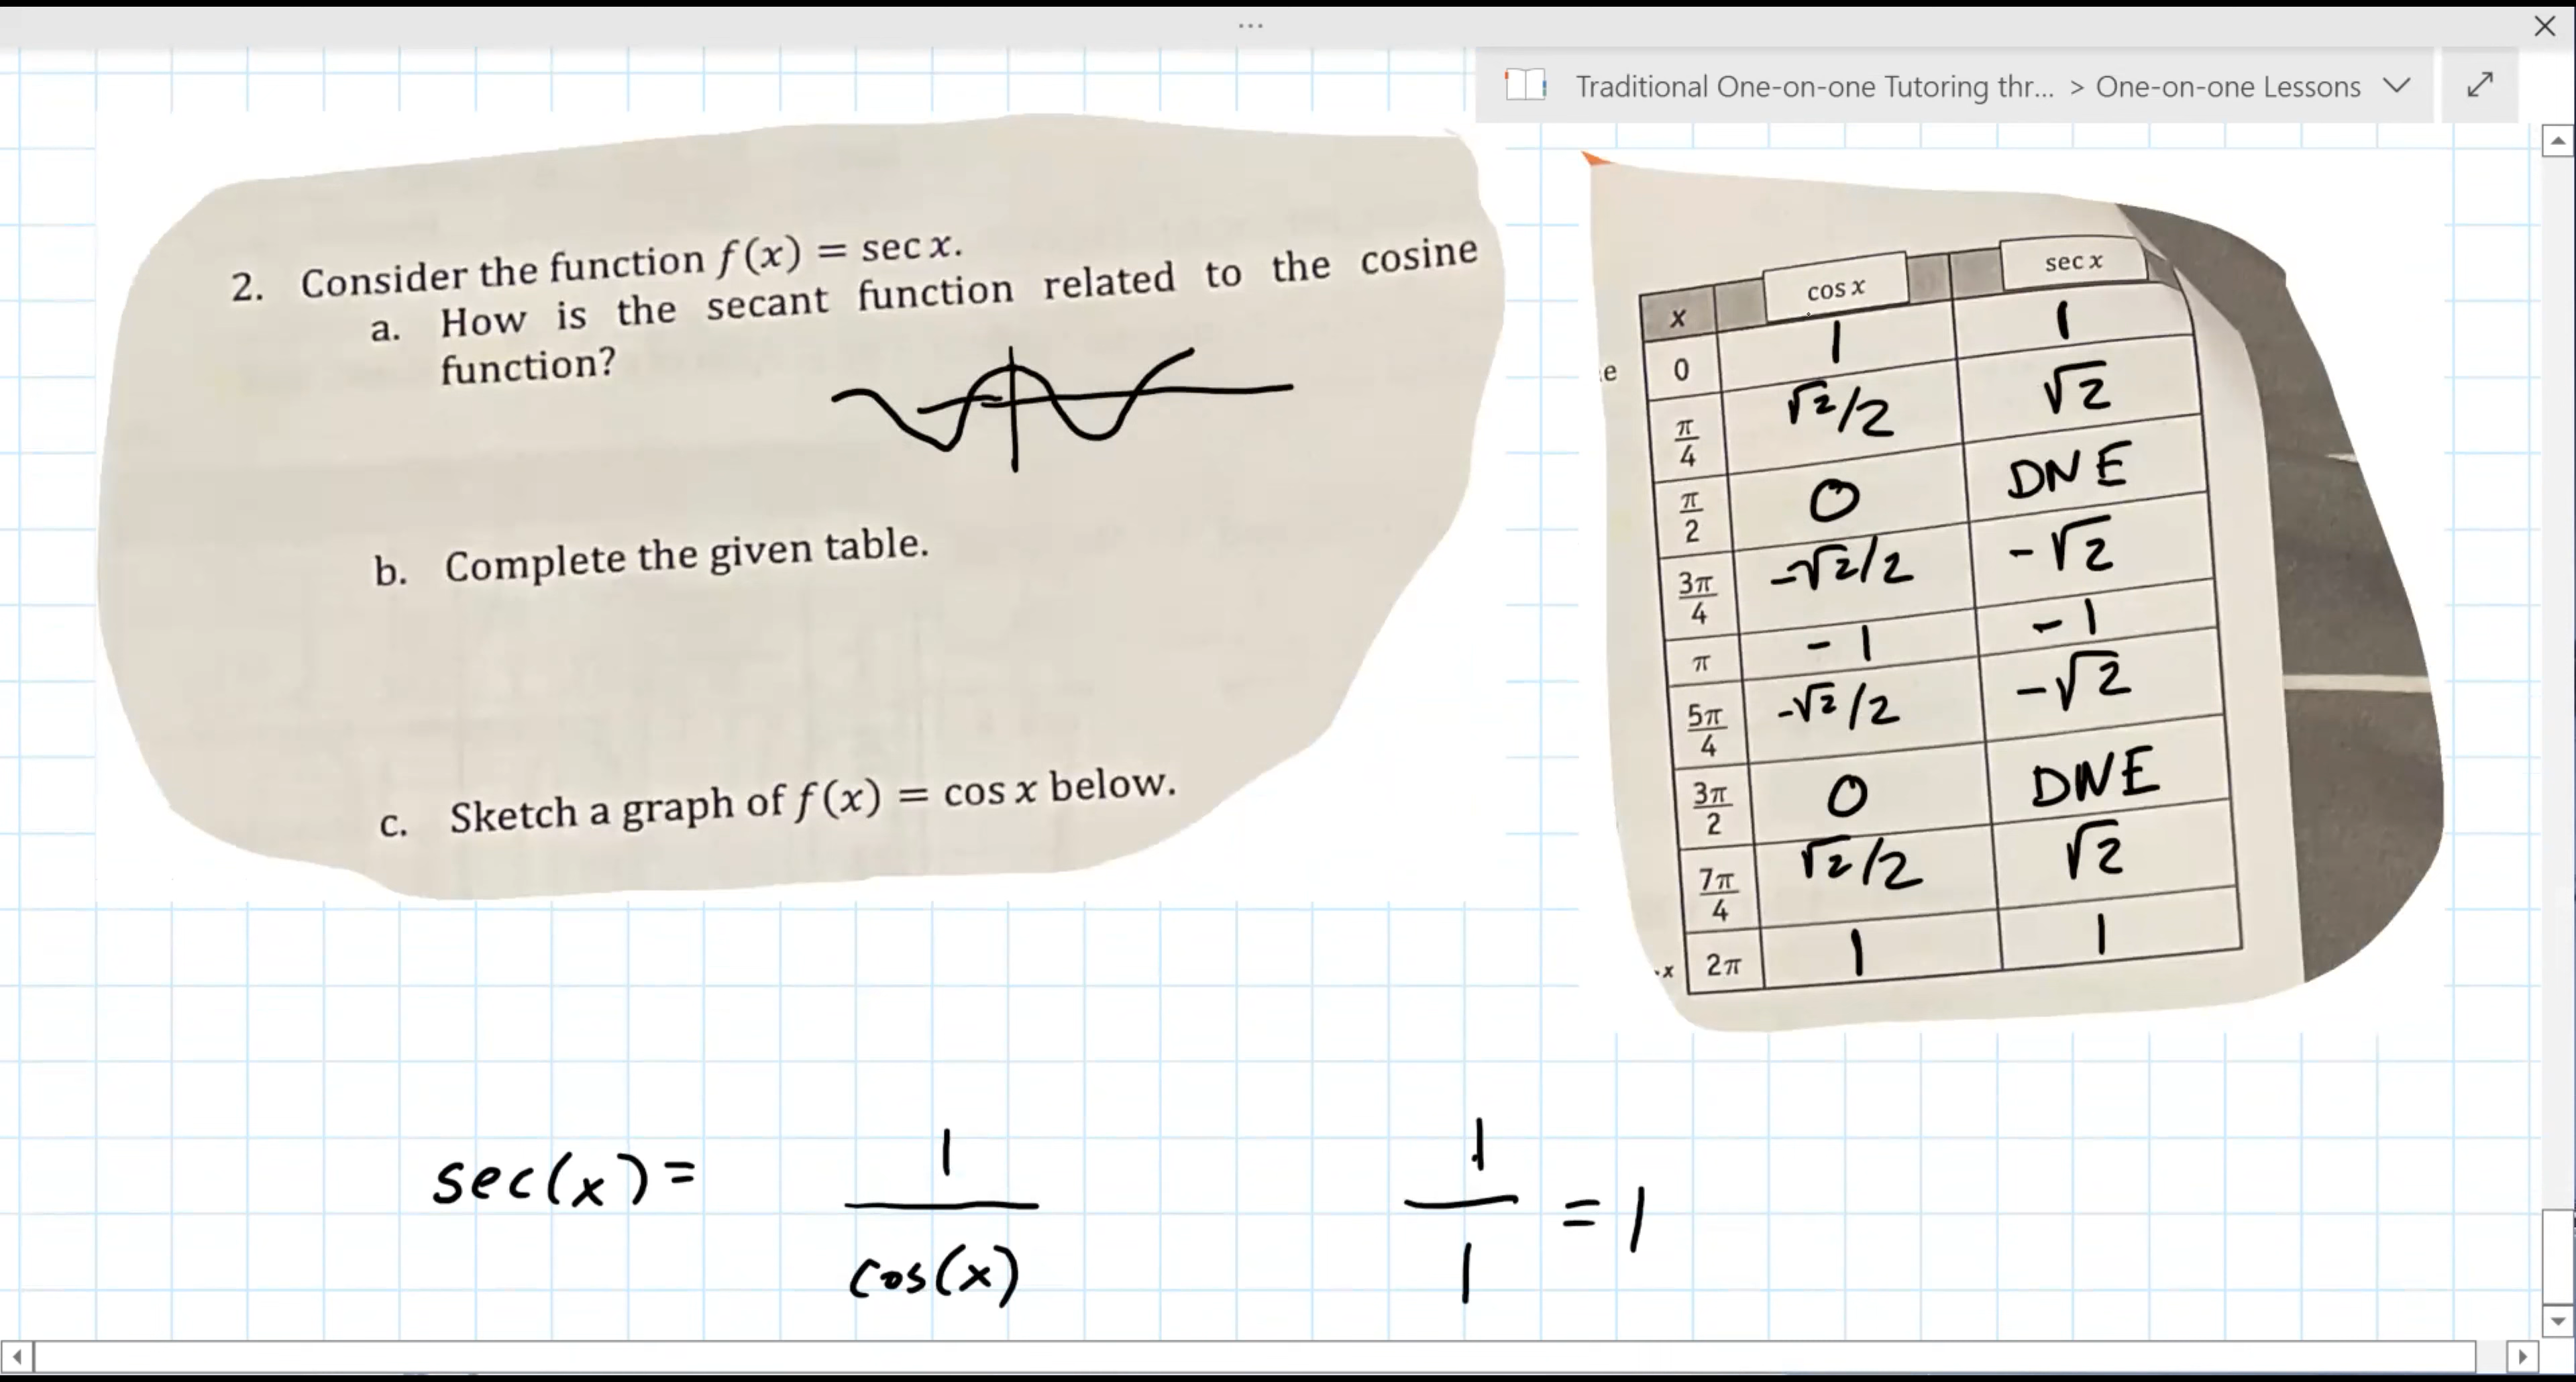 ...
Traditional One-on-one Tutoring thr... > One-on-one Lessons
2. Consider the function f(x) = sec x.
a. How is the secant function related to the cosine
function?
b. Complete the given table.
c. Sketch a graph of f(x) = cos x below.
e
x cos x sec x
0 1 1
π/4 √2/2 √2
π/2 0 DNE
3π/4 -√2/2 -√2
π -1 -1
5π/4 -√2/2 -√2
3π/2 0 DNE
7π/4 √2/2 √2
2π 1 1
x
sec(x) = 1/cos(x)
1/1 = 1